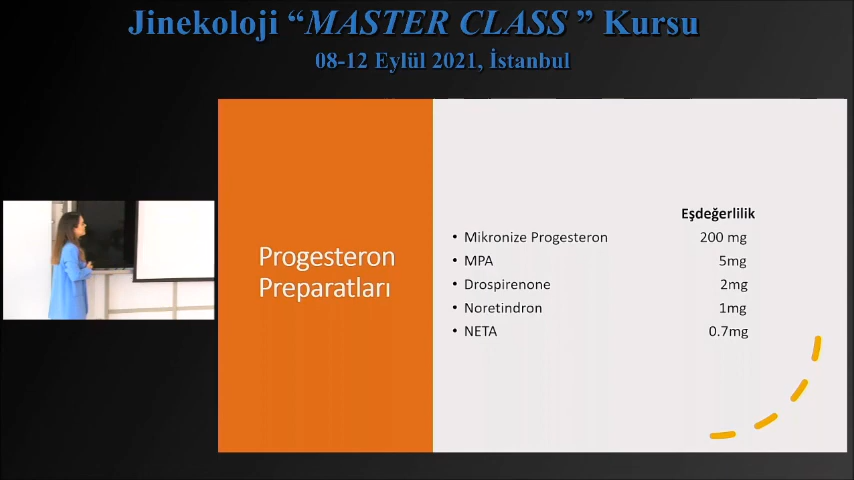 Jinekoloji “MASTER CLASS ” Kursu
08-12 Eylül 2021, İstanbul
Progesteron
Preparatları
Eşdeğerlilik
• Mikronize Progesteron 200 mg
• MPA 5mg
• Drospirenone 2mg
• Noretindron 1mg
• NETA 0.7mg